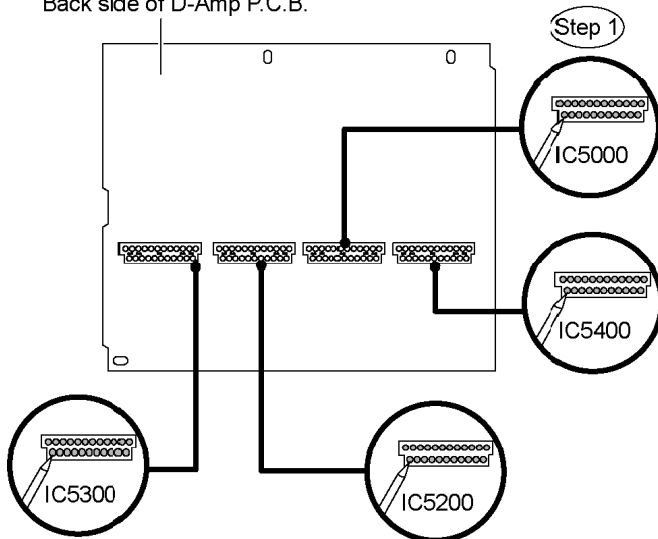 Back side of D-Amp P.C.B.
Step 1
IC5000
IC5400
IC5300
IC5200